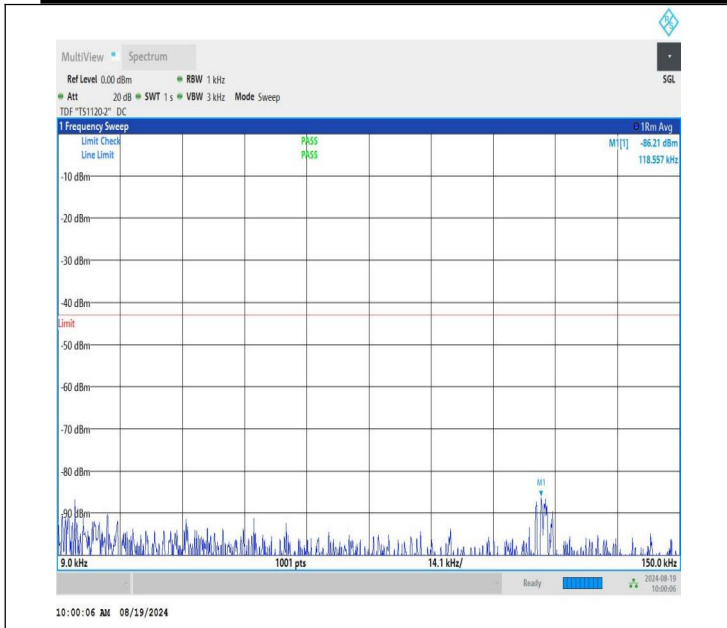 MultiView Spectrum
Ref Level 0.00 dBm RBW 1 kHz SGL
Att 20 dB SWT 1 s VBW 3 kHz Mode Sweep
TDF "TS1120-2" DC
1 Frequency Sweep 1Rm Avg
Limit Check PASS M1[1] -86.21 dBm
Line Limit PASS 118.557 kHz
-10 dBm
-20 dBm
-30 dBm
-40 dBm
Limit
-50 dBm
-60 dBm
-70 dBm
-80 dBm
M1
-90 dBm
9.0 kHz 1001 pts 14.1 kHz/ 150.0 kHz
Ready 2024-08-19
10:00:06
10:00:06 AM 08/19/2024